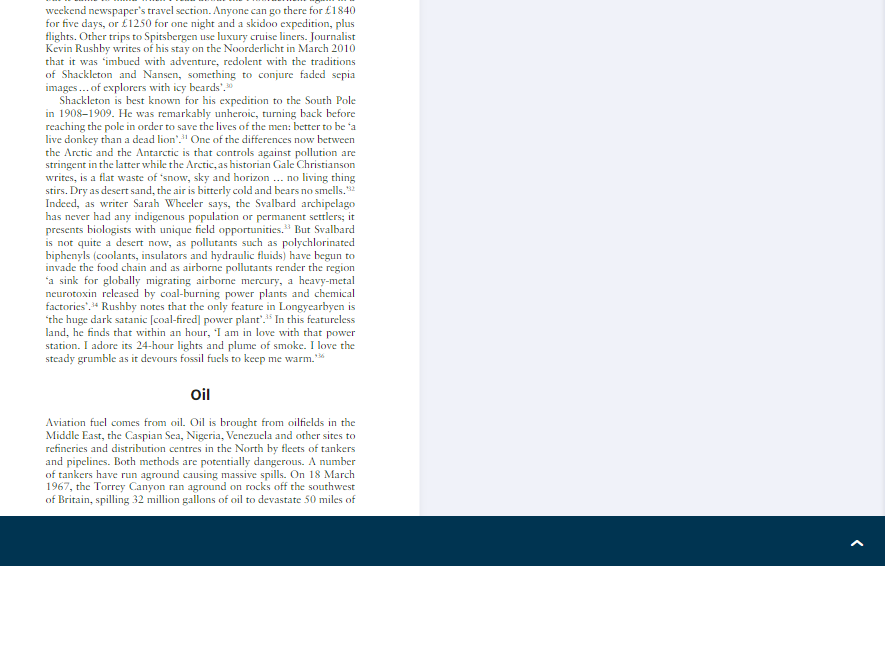 weekend newspaper's travel section. Anyone can go there for £1840
for five days, or £1250 for one night and a skidoo expedition, plus
flights. Other trips to Spitsbergen use luxury cruise liners. Journalist
Kevin Rushby writes of his stay on the Noorderlicht in March 2010
that it was 'imbued with adventure, redolent with the traditions
of Shackleton and Nansen, something to conjure faded sepia
images ... of explorers with icy beards'.30
Shackleton is best known for his expedition to the South Pole
in 1908–1909. He was remarkably unheroic, turning back before
reaching the pole in order to save the lives of the men: better to be 'a
live donkey than a dead lion'.31 One of the differences now between
the Arctic and the Antarctic is that controls against pollution are
stringent in the latter while the Arctic, as historian Gale Christianson
writes, is a flat waste of 'snow, sky and horizon ... no living thing
stirs. Dry as desert sand, the air is bitterly cold and bears no smells.'32
Indeed, as writer Sarah Wheeler says, the Svalbard archipelago
has never had any indigenous population or permanent settlers; it
presents biologists with unique field opportunities.33 But Svalbard
is not quite a desert now, as pollutants such as polychlorinated
biphenyls (coolants, insulators and hydraulic fluids) have begun to
invade the food chain and as airborne pollutants render the region
'a sink for globally migrating airborne mercury, a heavy-metal
neurotoxin released by coal-burning power plants and chemical
factories'.34 Rushby notes that the only feature in Longyearbyen is
'the huge dark satanic [coal-fired] power plant'.35 In this featureless
land, he finds that within an hour, 'I am in love with that power
station. I adore its 24-hour lights and plume of smoke. I love the
steady grumble as it devours fossil fuels to keep me warm.'36
Oil
Aviation fuel comes from oil. Oil is brought from oilfields in the
Middle East, the Caspian Sea, Nigeria, Venezuela and other sites to
refineries and distribution centres in the North by fleets of tankers
and pipelines. Both methods are potentially dangerous. A number
of tankers have run aground causing massive spills. On 18 March
1967, the Torrey Canyon ran aground on rocks off the southwest
of Britain, spilling 32 million gallons of oil to devastate 50 miles of